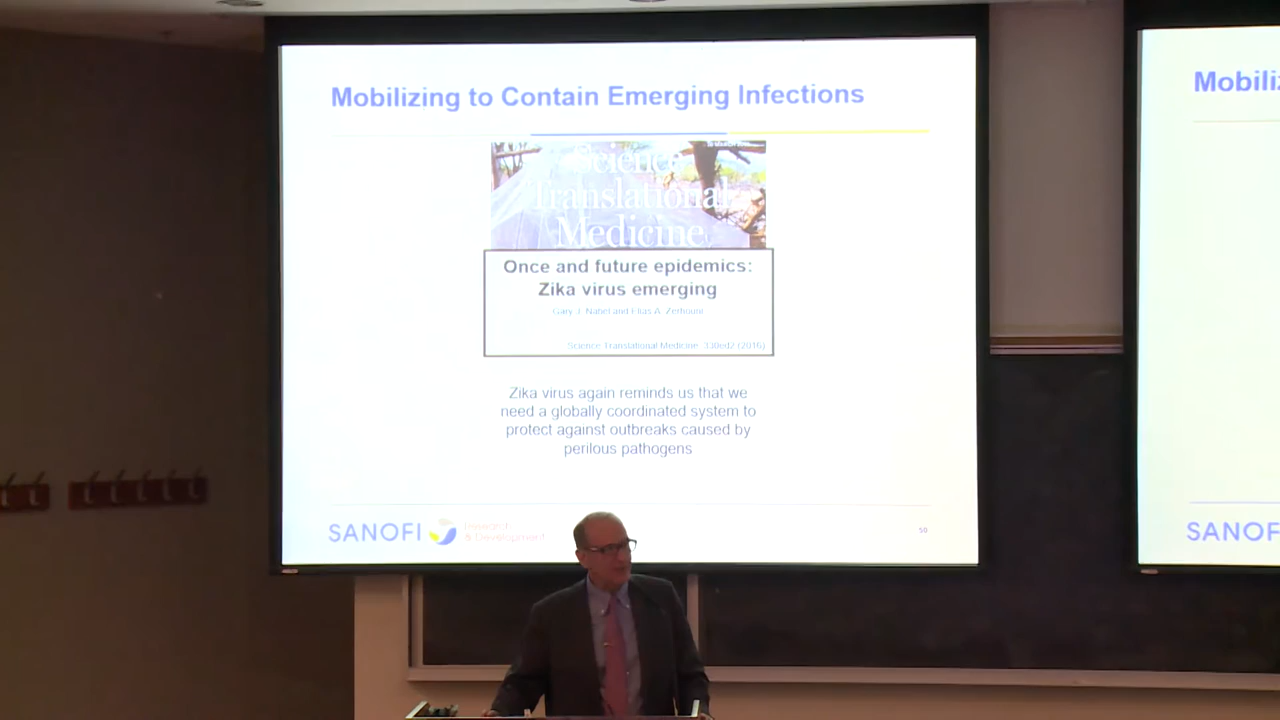 Mobilizing to Contain Emerging Infections
Science
Translational
Medicine
Once and future epidemics:
Zika virus emerging
Gary J. Nabel and Elias A. Zerhouni
Science Translational Medicine 330ed2 (2016)
Zika virus again reminds us that we
need a globally coordinated system to
protect against outbreaks caused by
perilous pathogens
SANOFI
Research
& Development
50
Mobiliz
SANOF